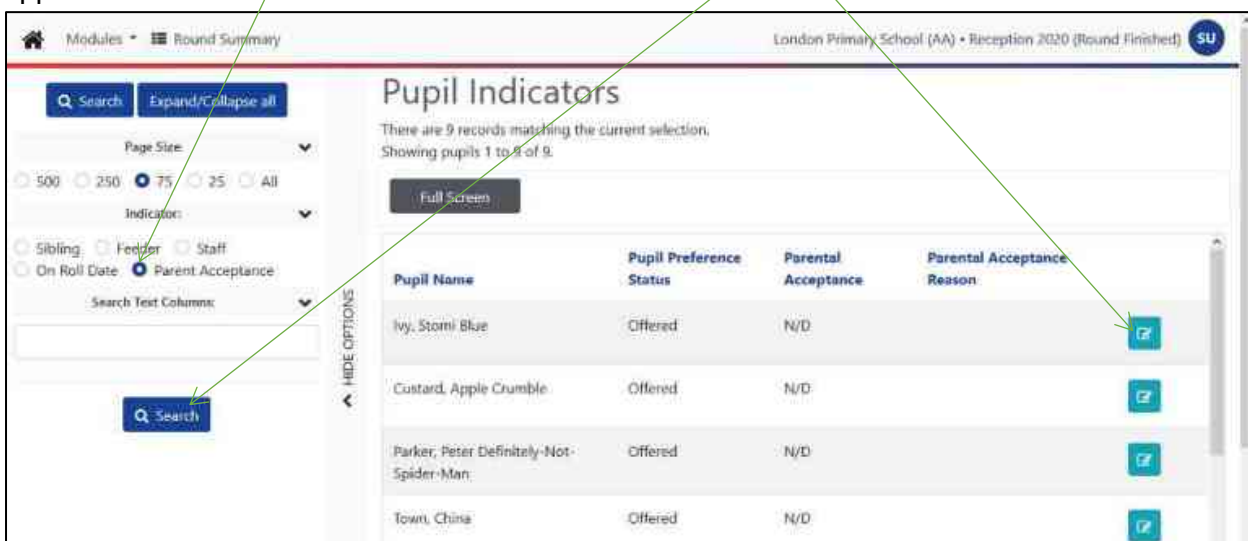 Modules Round Summary London Primary School (AA) • Reception 2020 (Round Finished) SU
Search Expand/Collapse all
Page Size:
500 250 75 25 All
Indicator:
Sibling Feeder Staff
On Roll Date Parent Acceptance
Search Text Columns:
Search
HIDE OPTIONS
Pupil Indicators
There are 9 records matching the current selection.
Showing pupils 1 to 9 of 9.
Full Screen
Pupil Name Pupil Preference Status Parental Acceptance Parental Acceptance Reason
Ivy, Stomi Blue Offered N/D
Custard, Apple Crumble Offered N/D
Parker, Peter Definitely-Not- Offered N/D
Spider-Man
Town, China Offered N/D